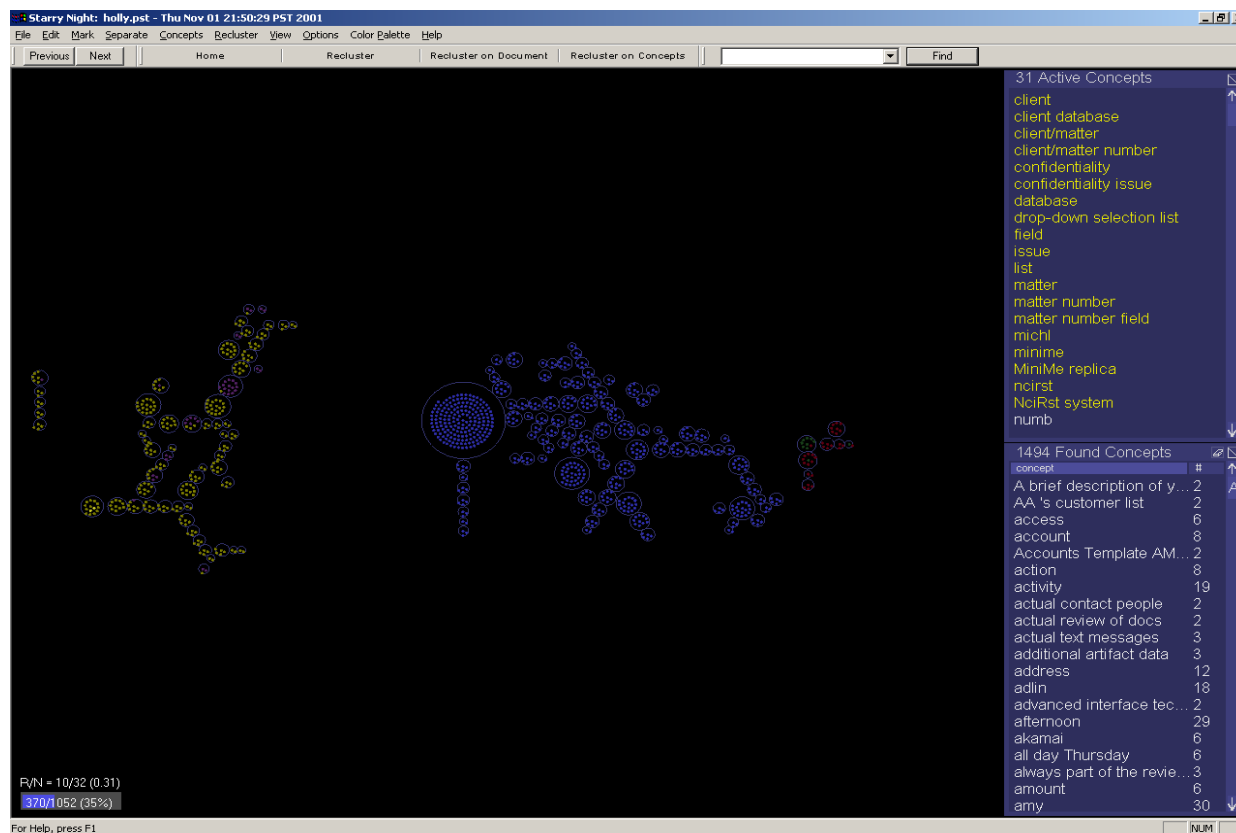 Starry Night: holly.pst - Thu Nov 01 21:50:29 PST 2001
File Edit Mark Separate Concepts Recluster View Options Color Palette Help
Previous Next Home Recluster Recluster on Document Recluster on Concepts Find
31 Active Concepts
client
client database
client/matter
client/matter number
confidentiality
confidentiality issue
database
drop-down selection list
field
issue
list
matter
matter number
matter number field
michl
minime
MiniMe replica
ncirst
NciRst system
numb
1494 Found Concepts
concept #
A brief description of y... 2
AA 's customer list 2
access 6
account 8
Accounts Template AM... 2
action 8
activity 19
actual contact people 2
actual review of docs 2
actual text messages 3
additional artifact data 3
address 12
adlin 18
advanced interface tec... 2
afternoon 29
akamai 6
all day Thursday 6
always part of the revie... 3
amount 6
amy 30
A
R/N = 10/32 (0.31)
370/1052 (35%)
For Help, press F1
NUM